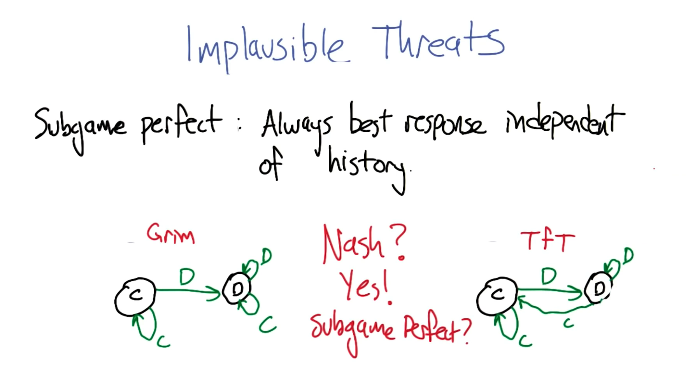 Implausible Threats
Subgame perfect : Always best response independent
of history.
Grim
Nash?
Yes!
Subgame Perfect?
TfT
C
D
D
D
C
C
C
D
D
D
C
C